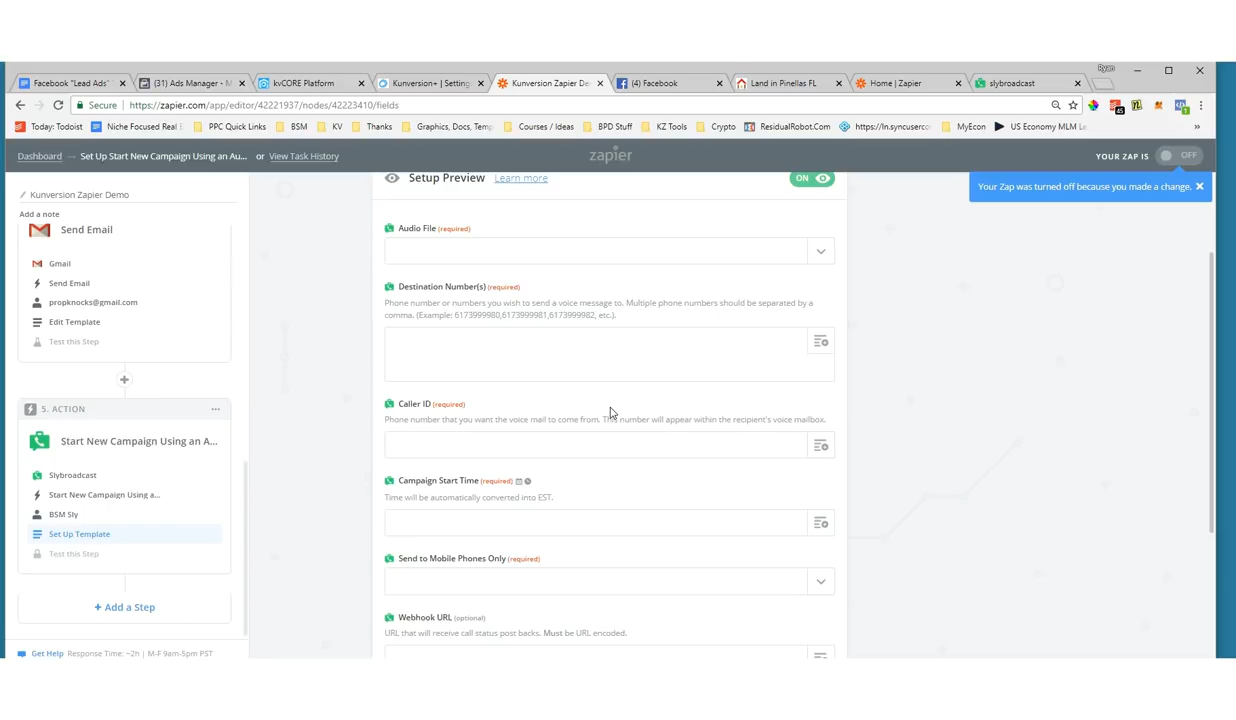 Ryan
Facebook "Lead Ads"
(31) Ads Manager - M
kvCORE Platform
Kunversion+ | Setting
Kunversion Zapier De
(4) Facebook
Land in Pinellas FL
Home | Zapier
slybroadcast
Secure
https://zapier.com/app/editor/42221937/nodes/42223410/fields
45
1
Today: Todoist
Niche Focused Real E
PPC Quick Links
BSM
KV
Thanks
Graphics, Docs, Temp
Courses / Ideas
BPD Stuff
KZ Tools
Crypto
ResidualRobot.Com
https://ln.syncuserco
MyEcon
US Economy MLM Le
»
Dashboard → Set Up Start New Campaign Using an Au... or View Task History
zapier
YOUR ZAP IS OFF
Your Zap was turned off because you made a change.
Kunversion Zapier Demo
Add a note
Send Email
Gmail
Send Email
propknocks@gmail.com
Edit Template
Test this Step
5. ACTION
Start New Campaign Using an A...
Slybroadcast
Start New Campaign Using a...
BSM Sly
Set Up Template
Test this Step
+ Add a Step
Get Help Response Time: ~2h | M-F 9am-5pm PST
Setup Preview Learn more
ON
Audio File (required)
Destination Number(s) (required)
Phone number or numbers you wish to send a voice message to. Multiple phone numbers should be separated by a
comma. (Example: 6173999980,6173999981,6173999982, etc.).
Caller ID (required)
Phone number that you want the voice mail to come from. This number will appear within the recipient's voice mailbox.
Campaign Start Time (required)
Time will be automatically converted into EST.
Send to Mobile Phones Only (required)
Webhook URL (optional)
URL that will receive call status post backs. Must be URL encoded.